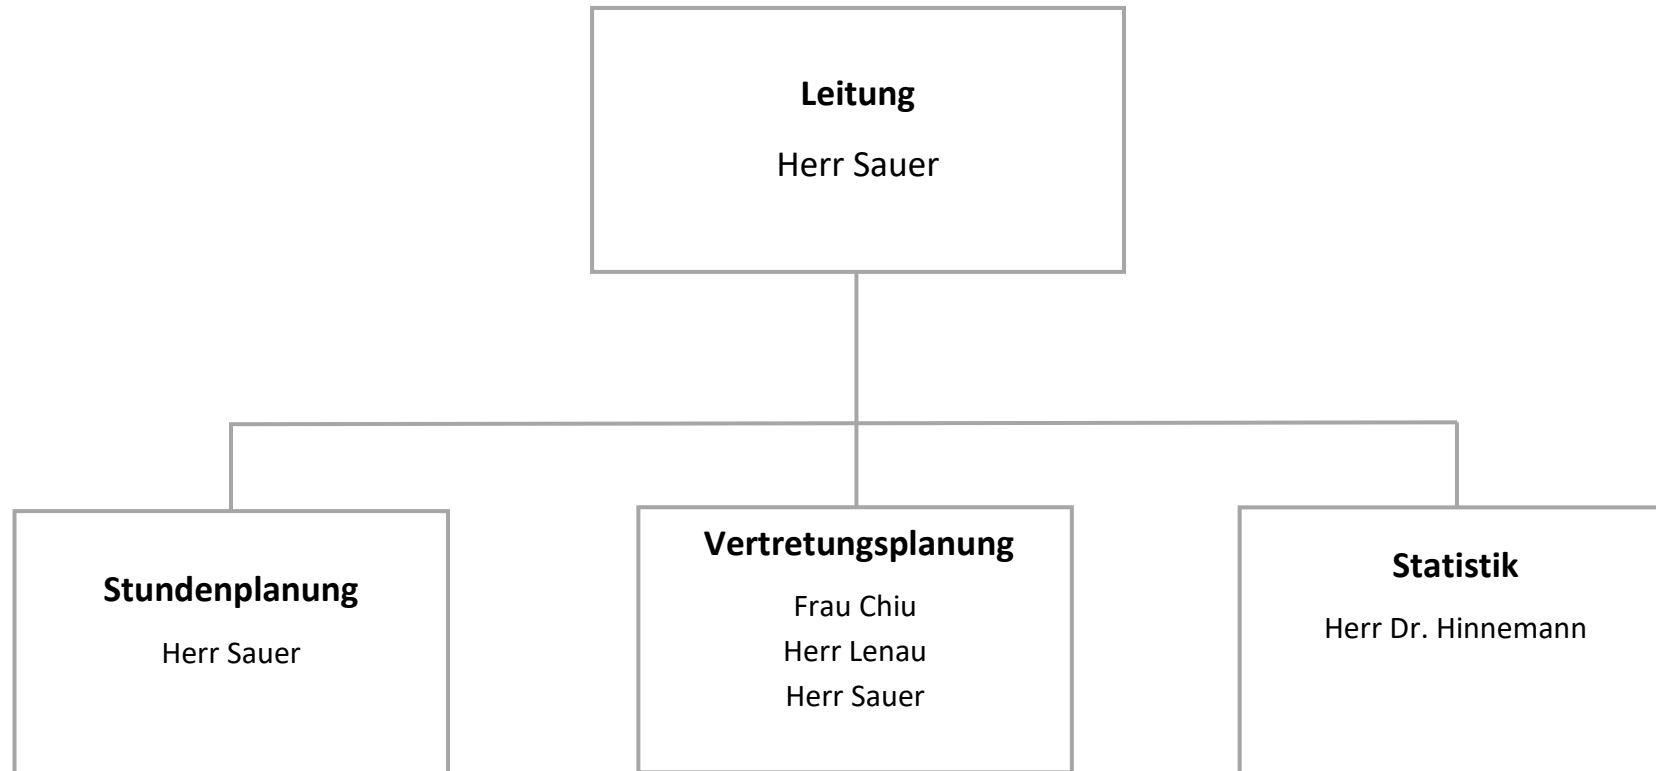 Leitung
Herr Sauer
Stundenplanung
Herr Sauer
Vertretungsplanung
Frau Chiu
Herr Lenau
Herr Sauer
Statistik
Herr Dr. Hinnemann